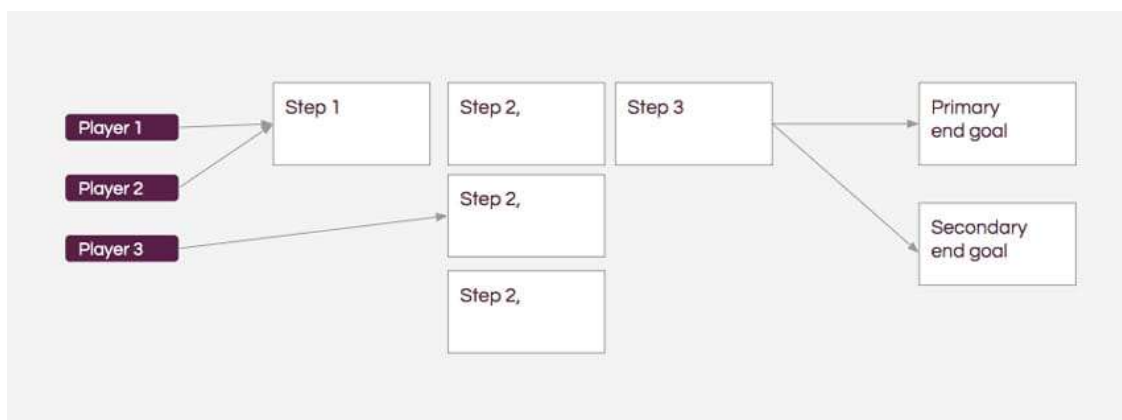 Player 1
Player 2
Player 3
Step 1
Step 2,
Step 2,
Step 2,
Step 3
Primary
end goal
Secondary
end goal